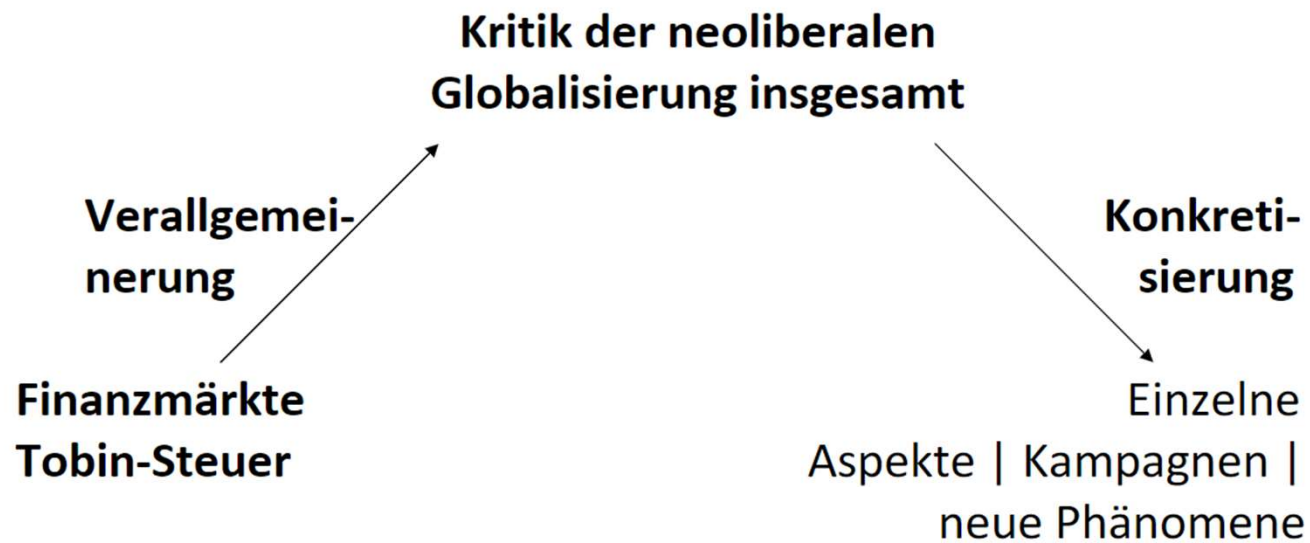 Kritik der neoliberalen
Globalisierung insgesamt
Verallgemei-
nerung
Konkreti-
sierung
Finanzmärkte
Tobin-Steuer
Einzelne
Aspekte | Kampagnen |
neue Phänomene